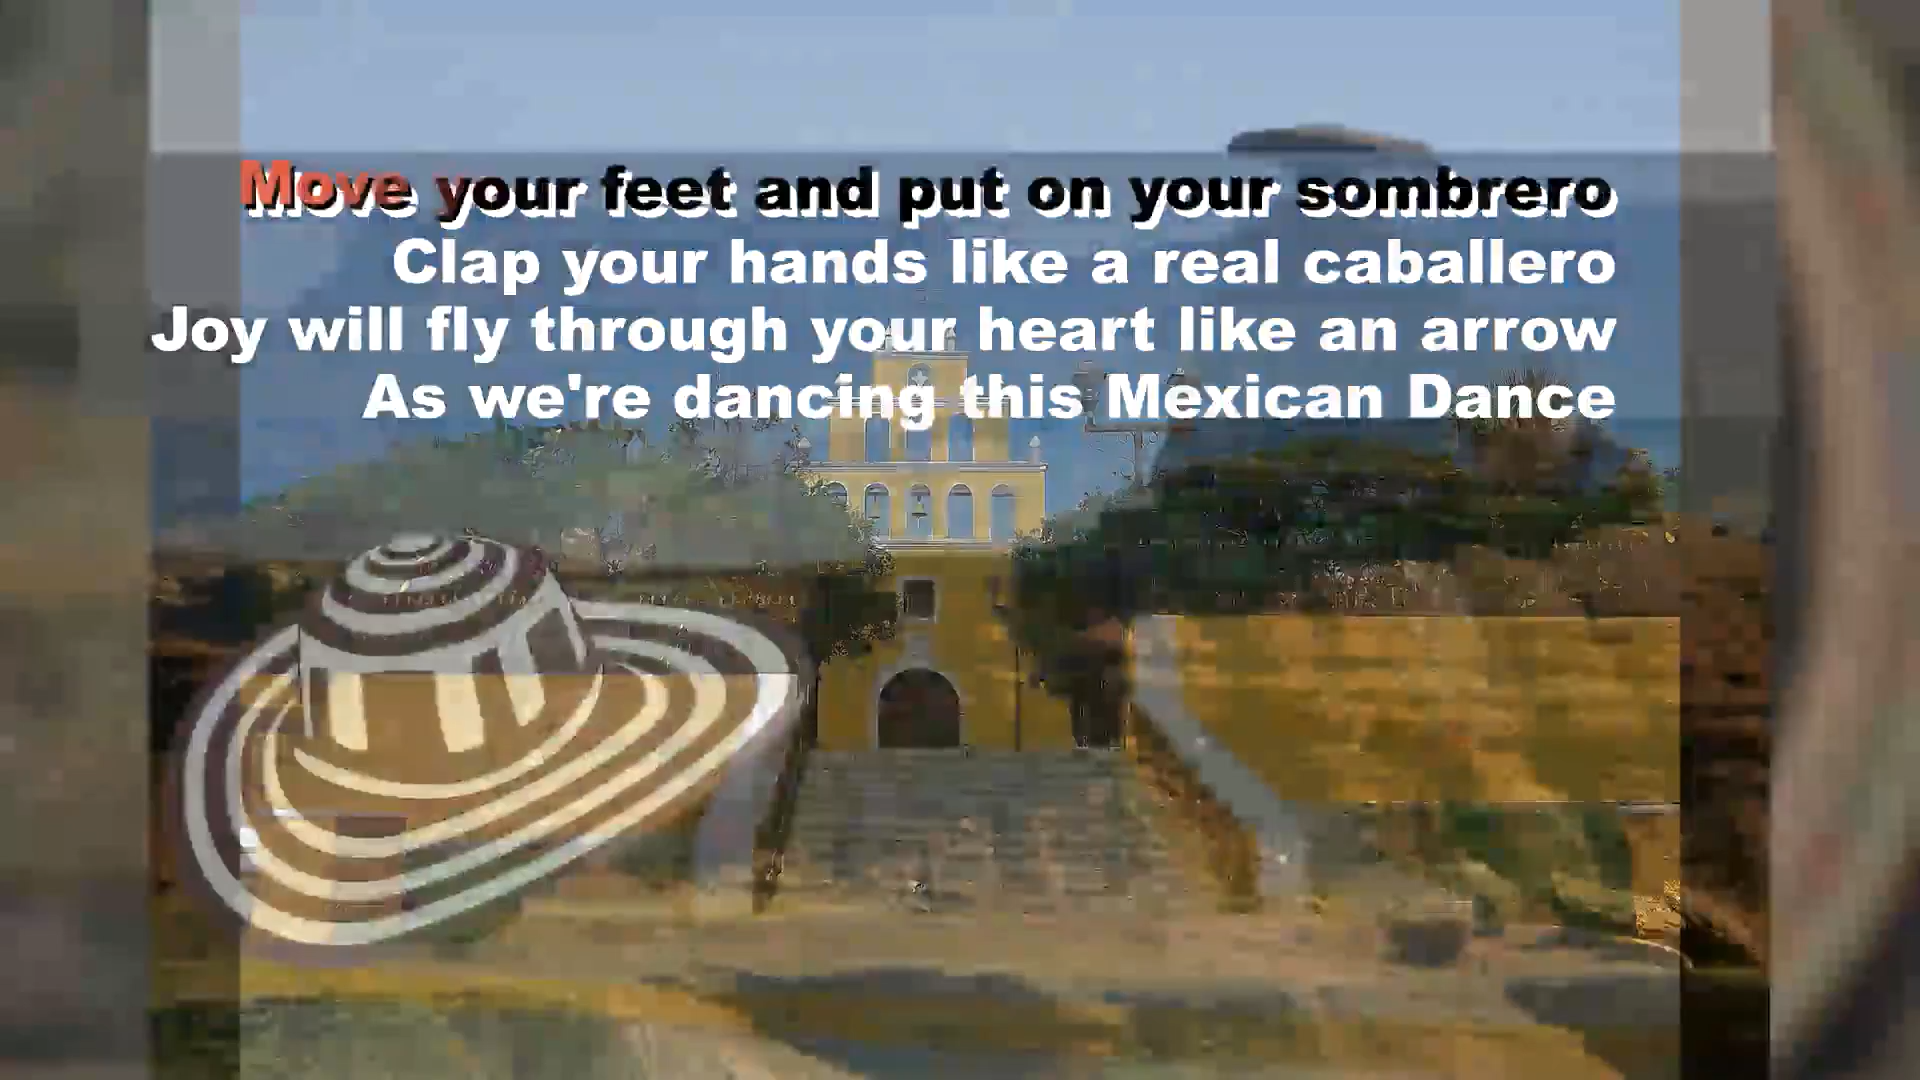 Move your feet and put on your sombrero
Clap your hands like a real caballero
Joy will fly through your heart like an arrow
As we're dancing this Mexican Dance